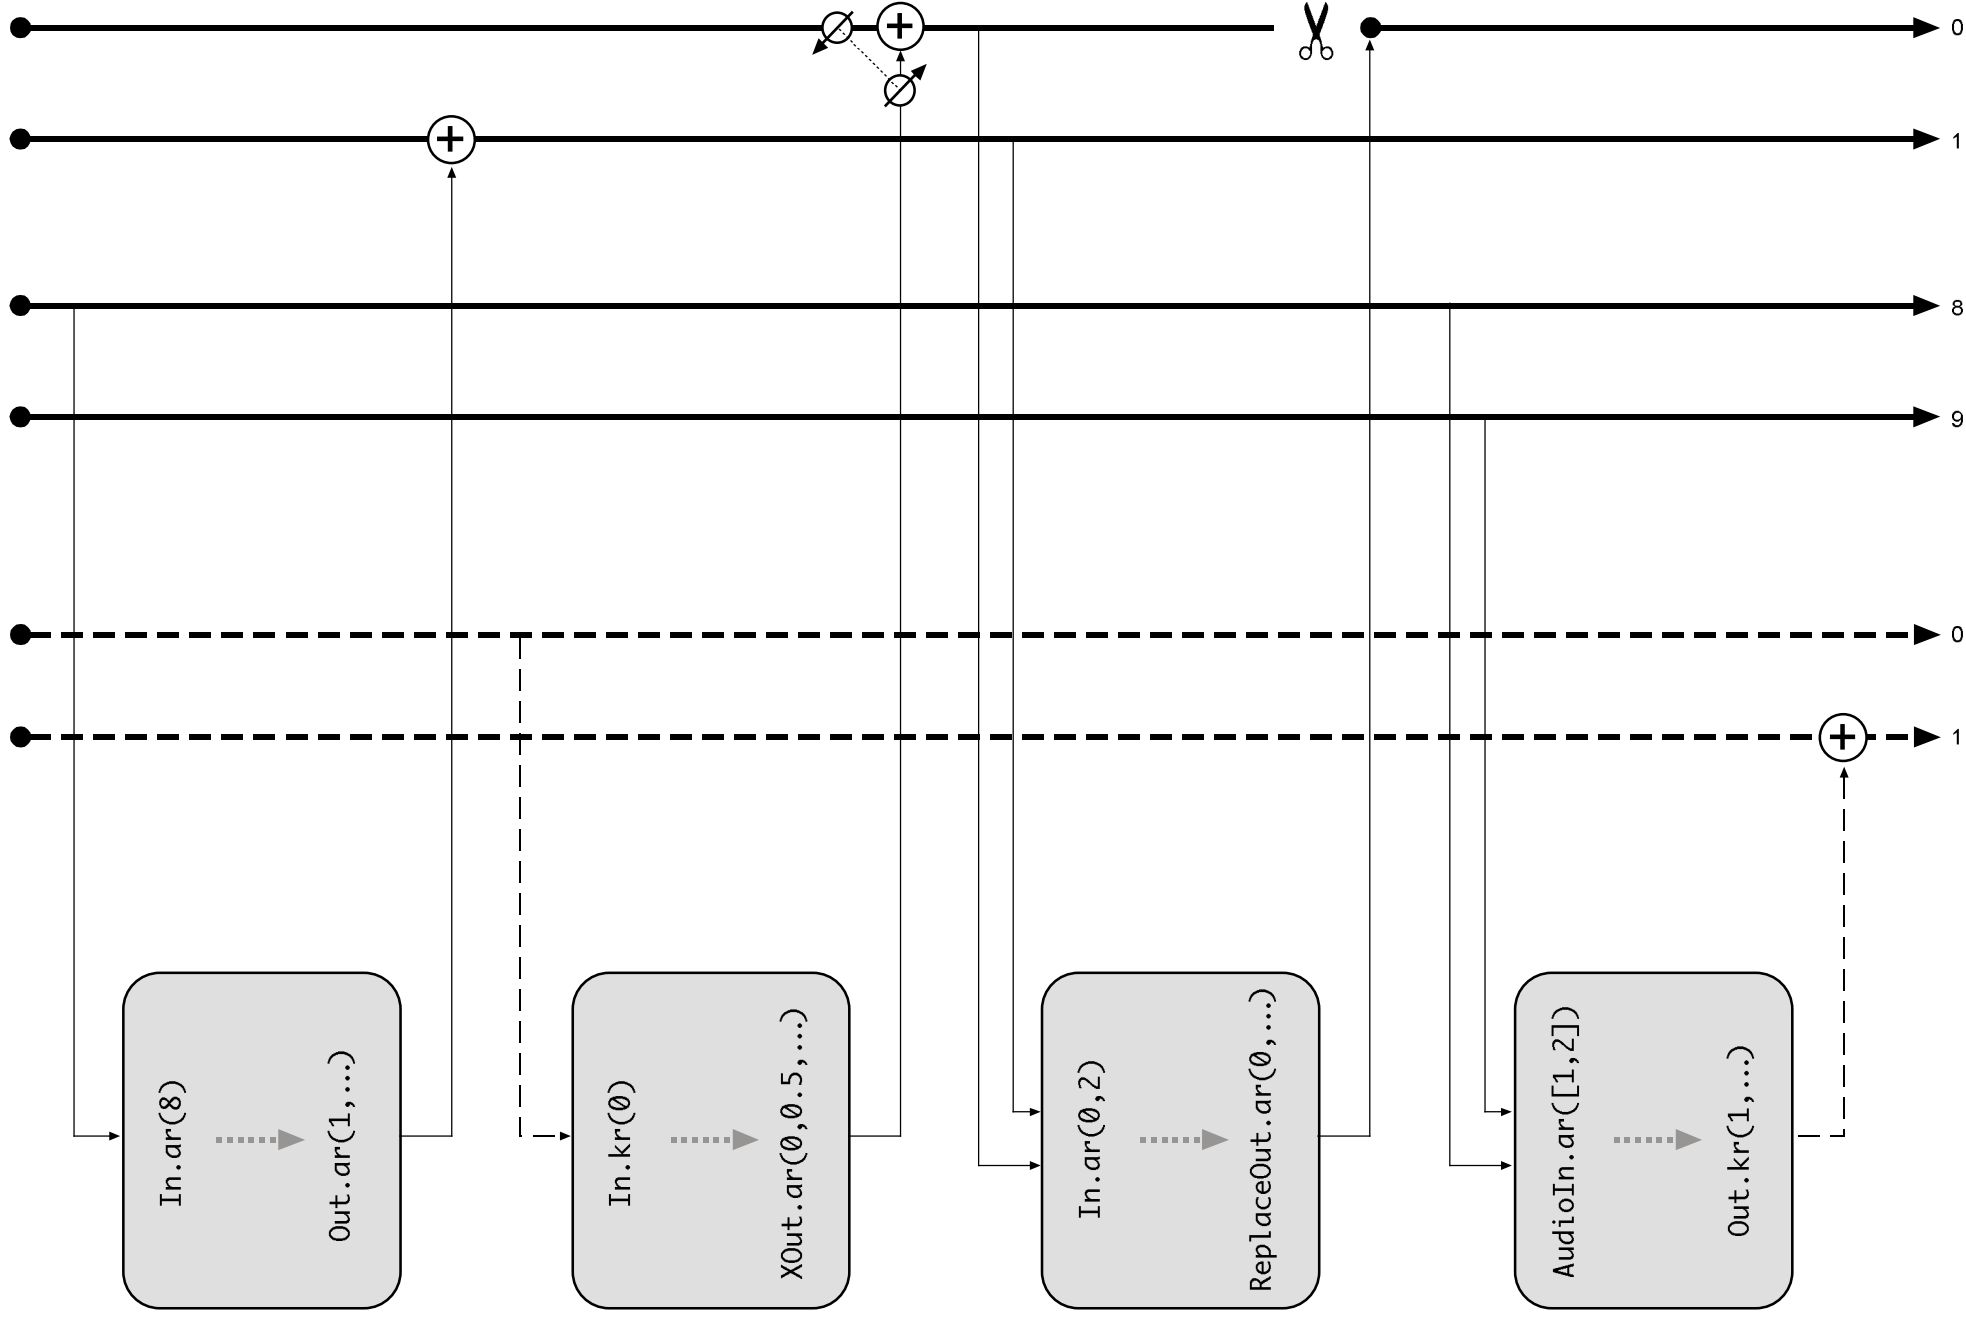 0
1
8
9
0
1
In.ar(8)
Out.ar(1,...)
In.kr(0)
XOut.ar(0,0.5,...)
In.ar(0,2)
ReplaceOut.ar(0,...)
AudioIn.ar([1,2])
Out.kr(1,...)